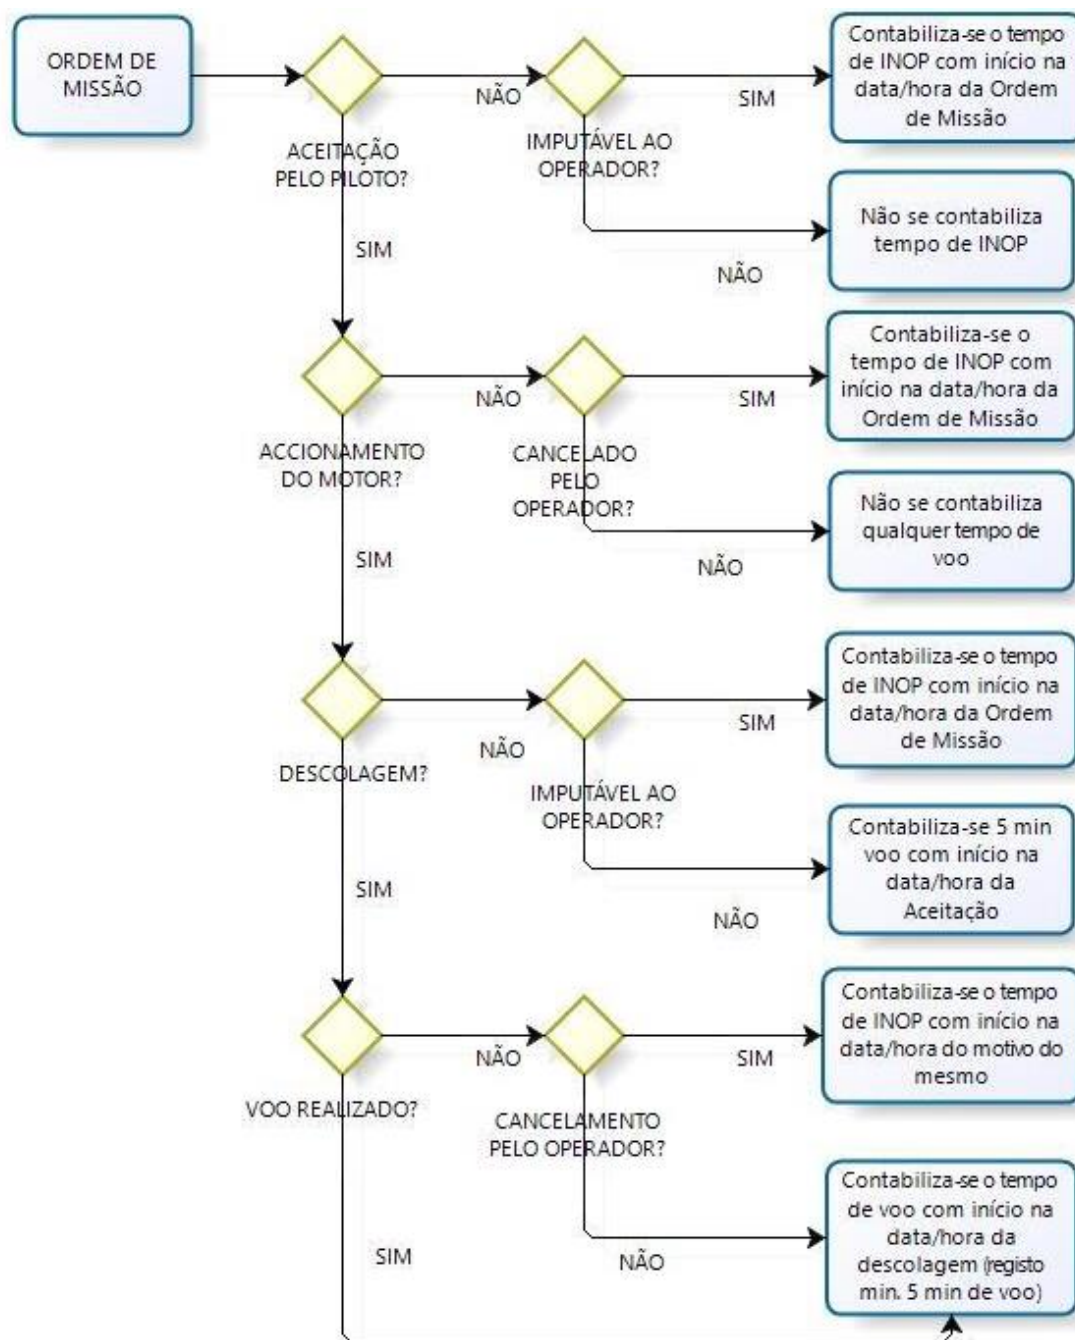 ORDEM DE
MISSÃO
ACEITAÇÃO
PELO PILOTO?
NÃO
IMPUTÁVEL AO
OPERADOR?
SIM
Contabiliza-se o tempo
de INOP com início na
data/hora da Ordem
de Missão
NÃO
Não se contabiliza
tempo de INOP
SIM
ACCIONAMENTO
DO MOTOR?
NÃO
CANCELADO
PELO
OPERADOR?
SIM
Contabiliza-se o
tempo de INOP com
início na data/hora da
Ordem de Missão
NÃO
Não se contabiliza
qualquer tempo de
voo
SIM
DESCOLAGEM?
NÃO
IMPUTÁVEL AO
OPERADOR?
SIM
Contabiliza-se o tempo
de INOP com início na
data/hora da Ordem
de Missão
NÃO
Contabiliza-se 5 min
voo com início na
data/hora da
Aceitação
SIM
VOO REALIZADO?
NÃO
CANCELAMENTO
PELO OPERADOR?
SIM
Contabiliza-se o tempo
de INOP com início na
data/hora do motivo do
mesmo
NÃO
Contabiliza-se o tempo
de voo com início na
data/hora da
descolagem (registo
min. 5 min de voo)
SIM